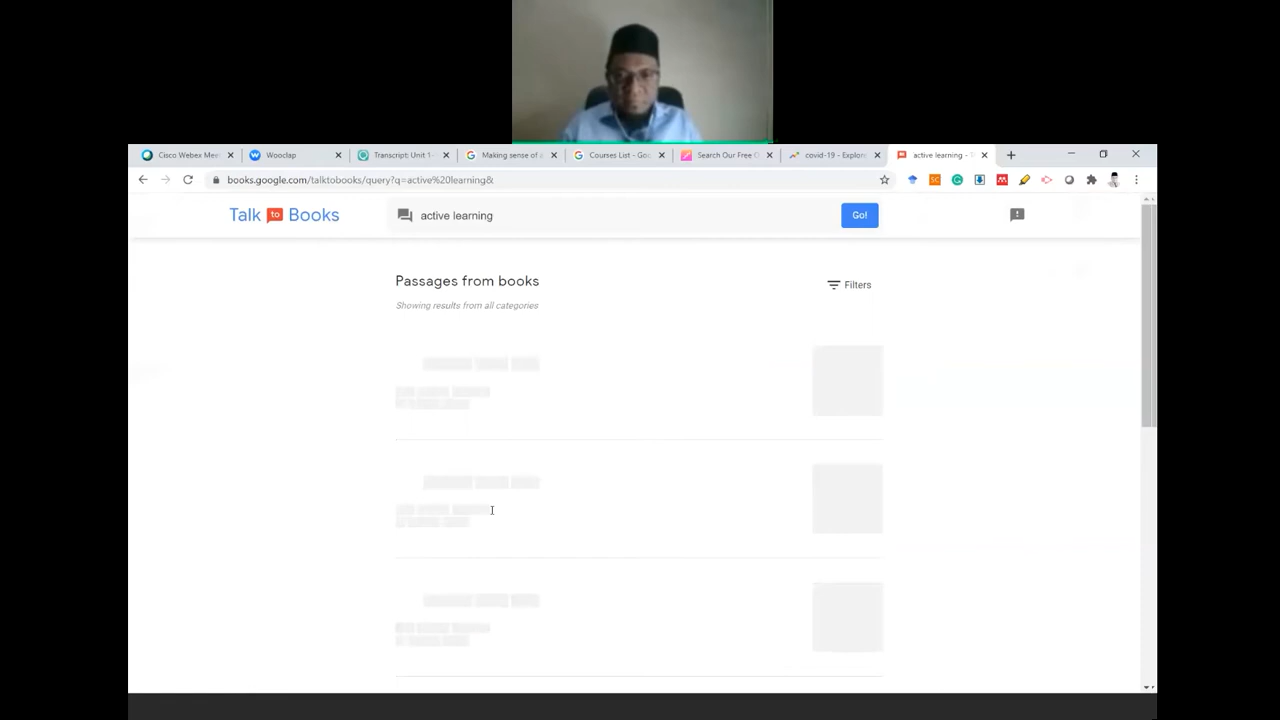 Cisco Webex Mee
Wooclap
Transcript: Unit 1-
Making sense of a
Courses List - Goo
Search Our Free O
covid-19 - Explore
active learning -
books.google.com/talktobooks/query?q=active%20learning&
Talk to Books
active learning
Go!
Passages from books
Filters
Showing results from all categories